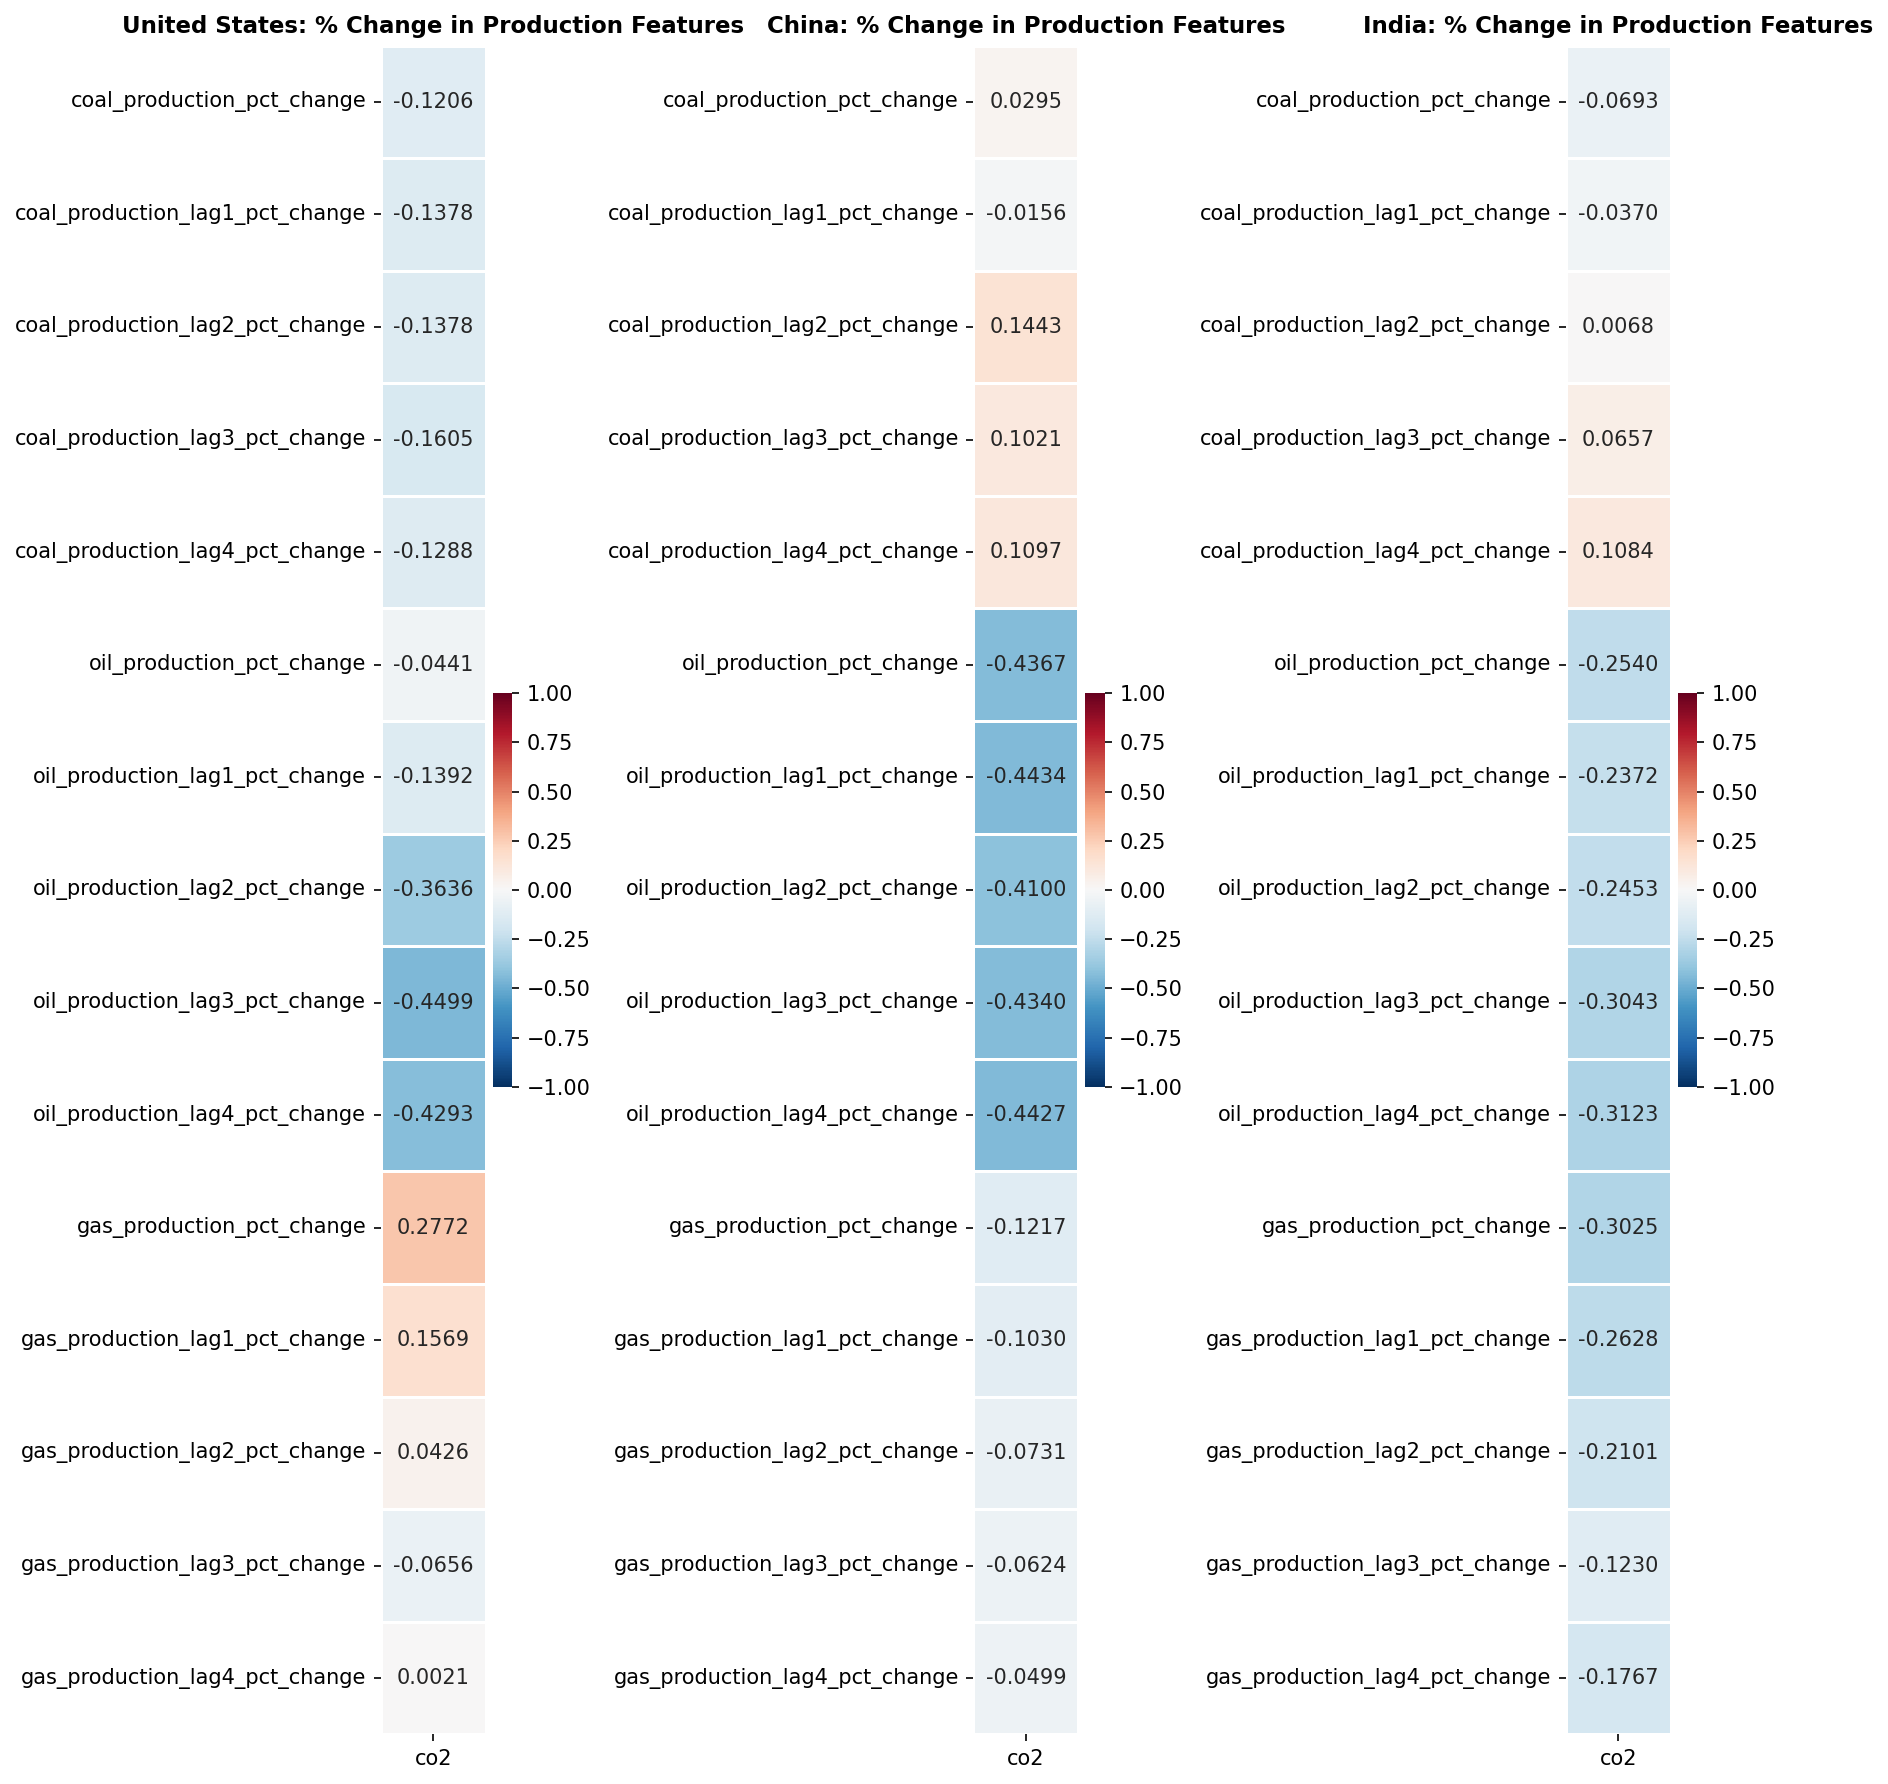 United States: % Change in Production Features
coal_production_pct_change
-0.1206
coal_production_lag1_pct_change
-0.1378
coal_production_lag2_pct_change
-0.1378
coal_production_lag3_pct_change
-0.1605
coal_production_lag4_pct_change
-0.1288
oil_production_pct_change
-0.0441
oil_production_lag1_pct_change
-0.1392
oil_production_lag2_pct_change
-0.3636
oil_production_lag3_pct_change
-0.4499
oil_production_lag4_pct_change
-0.4293
gas_production_pct_change
0.2772
gas_production_lag1_pct_change
0.1569
gas_production_lag2_pct_change
0.0426
gas_production_lag3_pct_change
-0.0656
gas_production_lag4_pct_change
0.0021
co2
1.00
0.75
0.50
0.25
0.00
−0.25
−0.50
−0.75
−1.00
China: % Change in Production Features
coal_production_pct_change
0.0295
coal_production_lag1_pct_change
-0.0156
coal_production_lag2_pct_change
0.1443
coal_production_lag3_pct_change
0.1021
coal_production_lag4_pct_change
0.1097
oil_production_pct_change
-0.4367
oil_production_lag1_pct_change
-0.4434
oil_production_lag2_pct_change
-0.4100
oil_production_lag3_pct_change
-0.4340
oil_production_lag4_pct_change
-0.4427
gas_production_pct_change
-0.1217
gas_production_lag1_pct_change
-0.1030
gas_production_lag2_pct_change
-0.0731
gas_production_lag3_pct_change
-0.0624
gas_production_lag4_pct_change
-0.0499
co2
1.00
0.75
0.50
0.25
0.00
−0.25
−0.50
−0.75
−1.00
India: % Change in Production Features
coal_production_pct_change
-0.0693
coal_production_lag1_pct_change
-0.0370
coal_production_lag2_pct_change
0.0068
coal_production_lag3_pct_change
0.0657
coal_production_lag4_pct_change
0.1084
oil_production_pct_change
-0.2540
oil_production_lag1_pct_change
-0.2372
oil_production_lag2_pct_change
-0.2453
oil_production_lag3_pct_change
-0.3043
oil_production_lag4_pct_change
-0.3123
gas_production_pct_change
-0.3025
gas_production_lag1_pct_change
-0.2628
gas_production_lag2_pct_change
-0.2101
gas_production_lag3_pct_change
-0.1230
gas_production_lag4_pct_change
-0.1767
co2
1.00
0.75
0.50
0.25
0.00
−0.25
−0.50
−0.75
−1.00